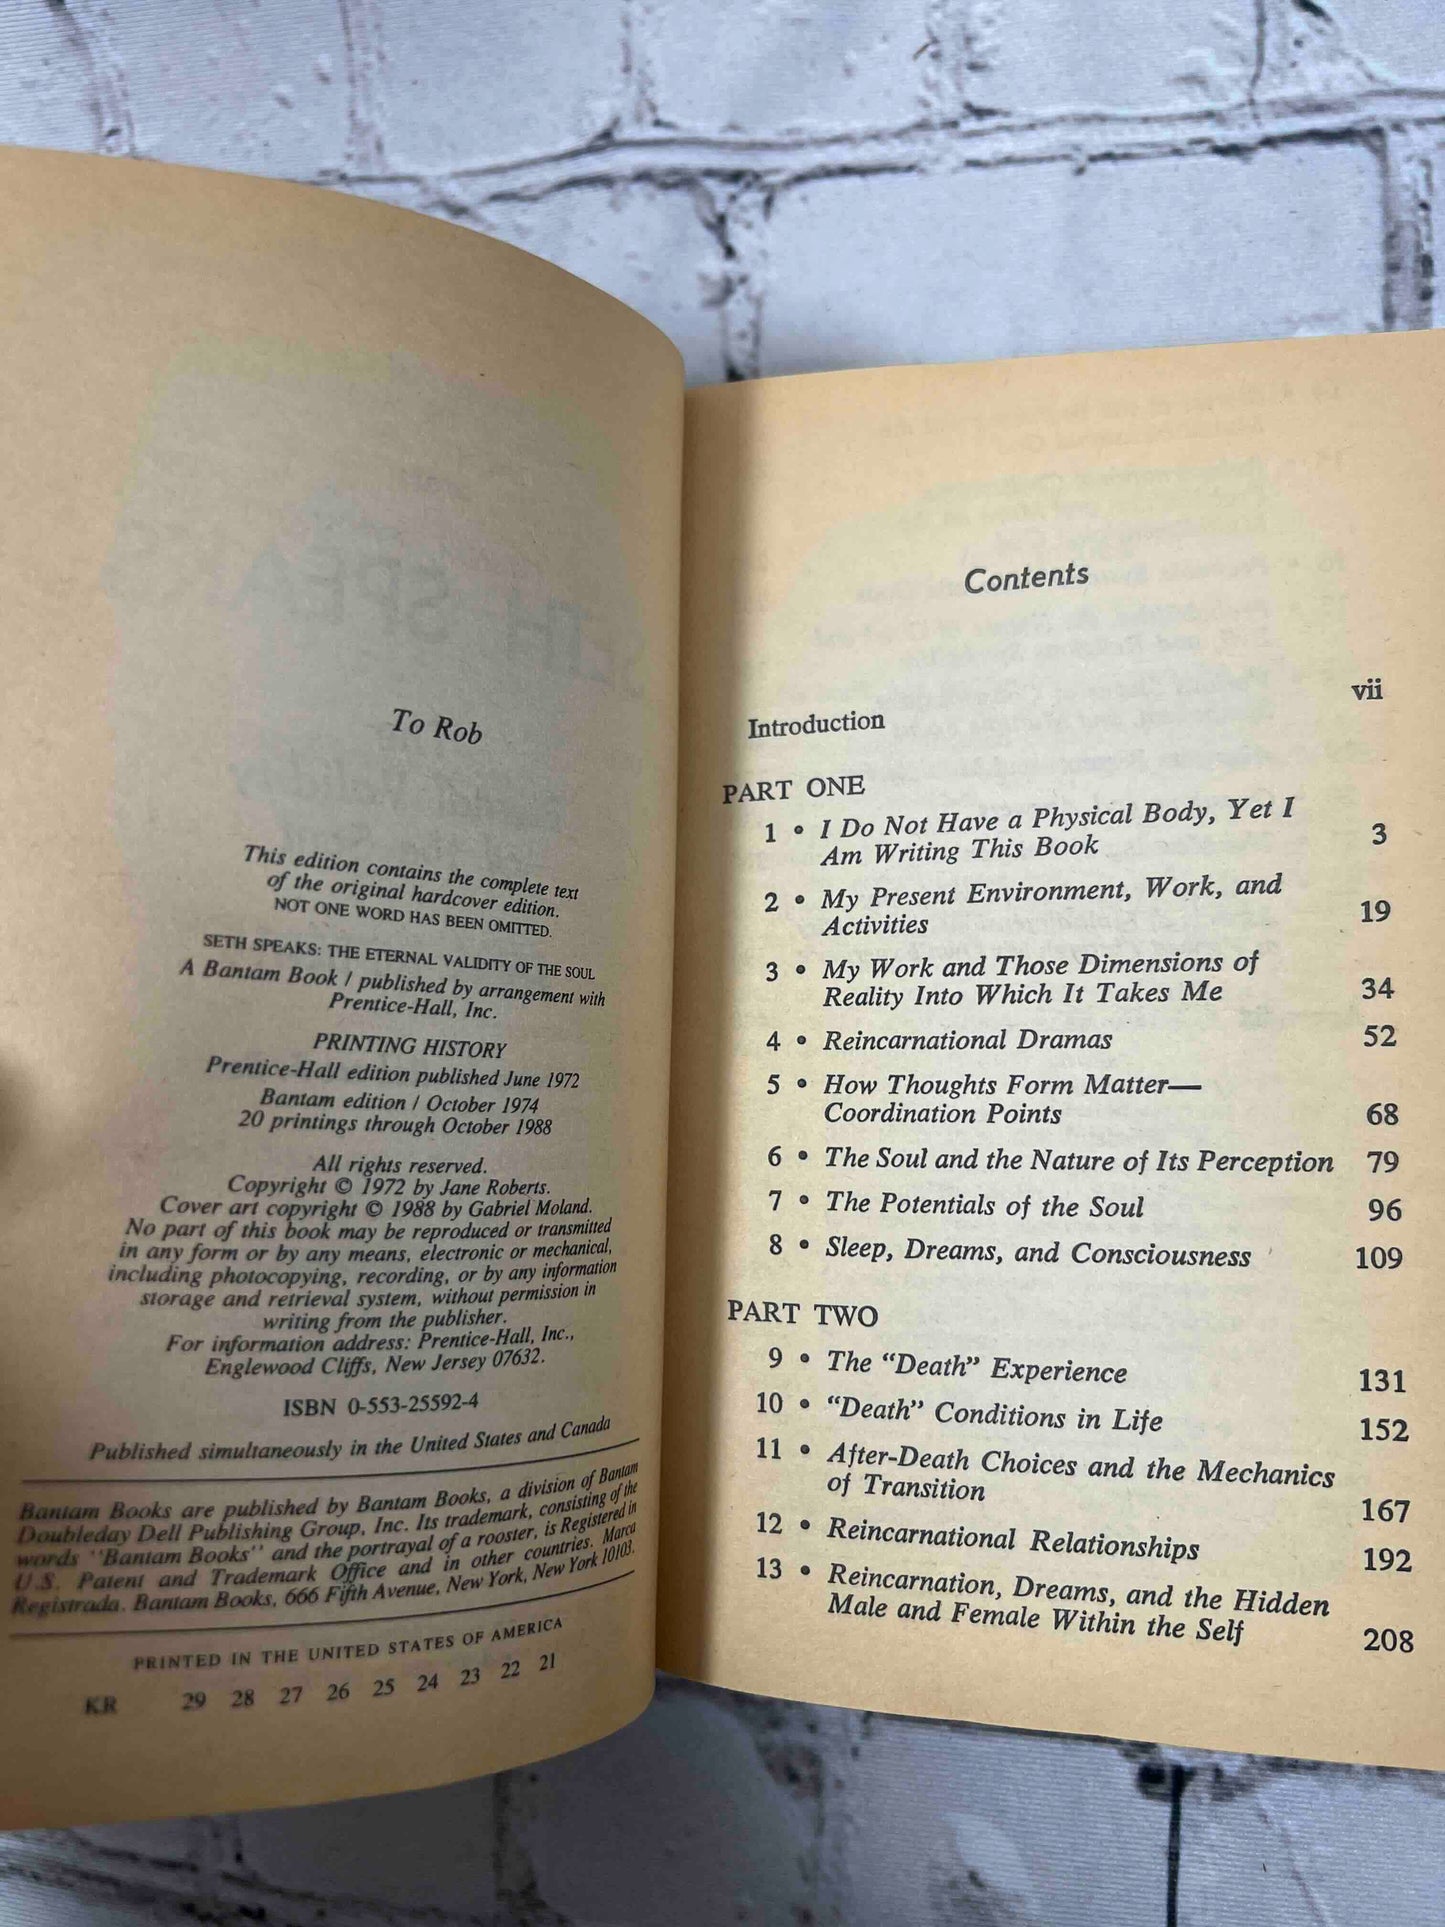 To Rob
This edition contains the complete text
of the original hardcover edition.
NOT ONE WORD HAS BEEN OMITTED.
SETH SPEAKS: THE ETERNAL VALIDITY OF THE SOUL
A Bantam Book / published by arrangement with
Prentice-Hall, Inc.
PRINTING HISTORY
Prentice-Hall edition published June 1972
Bantam edition / October 1974
20 printings through October 1988
All rights reserved.
Copyright © 1972 by Jane Roberts.
Cover art copyright © 1988 by Gabriel Moland.
No part of this book may be reproduced or transmitted
in any form or by any means, electronic or mechanical,
including photocopying, recording, or by any information
storage and retrieval system, without permission in
writing from the publisher.
For information address: Prentice-Hall, Inc.,
Englewood Cliffs, New Jersey 07632.
ISBN 0-553-25592-4
Published simultaneously in the United States and Canada
Bantam Books are published by Bantam Books, a division of Bantam
Doubleday Dell Publishing Group, Inc. Its trademark, consisting of the
words "Bantam Books" and the portrayal of a rooster, is Registered in
U.S. Patent and Trademark Office and in other countries. Marca
Registrada. Bantam Books, 666 Fifth Avenue, New York, New York 10103.
PRINTED IN THE UNITED STATES OF AMERICA
KR 29 28 27 26 25 24 23 22 21
Contents
Introduction vii
PART ONE
1 • I Do Not Have a Physical Body, Yet I
Am Writing This Book 3
2 • My Present Environment, Work, and
Activities 19
3 • My Work and Those Dimensions of
Reality Into Which It Takes Me 34
4 • Reincarnational Dramas 52
5 • How Thoughts Form Matter—
Coordination Points 68
6 • The Soul and the Nature of Its Perception 79
7 • The Potentials of the Soul 96
8 • Sleep, Dreams, and Consciousness 109
PART TWO
9 • The "Death" Experience 131
10 • "Death" Conditions in Life 152
11 • After-Death Choices and the Mechanics
of Transition 167
12 • Reincarnational Relationships 192
13 • Reincarnation, Dreams, and the Hidden
Male and Female Within the Self 208